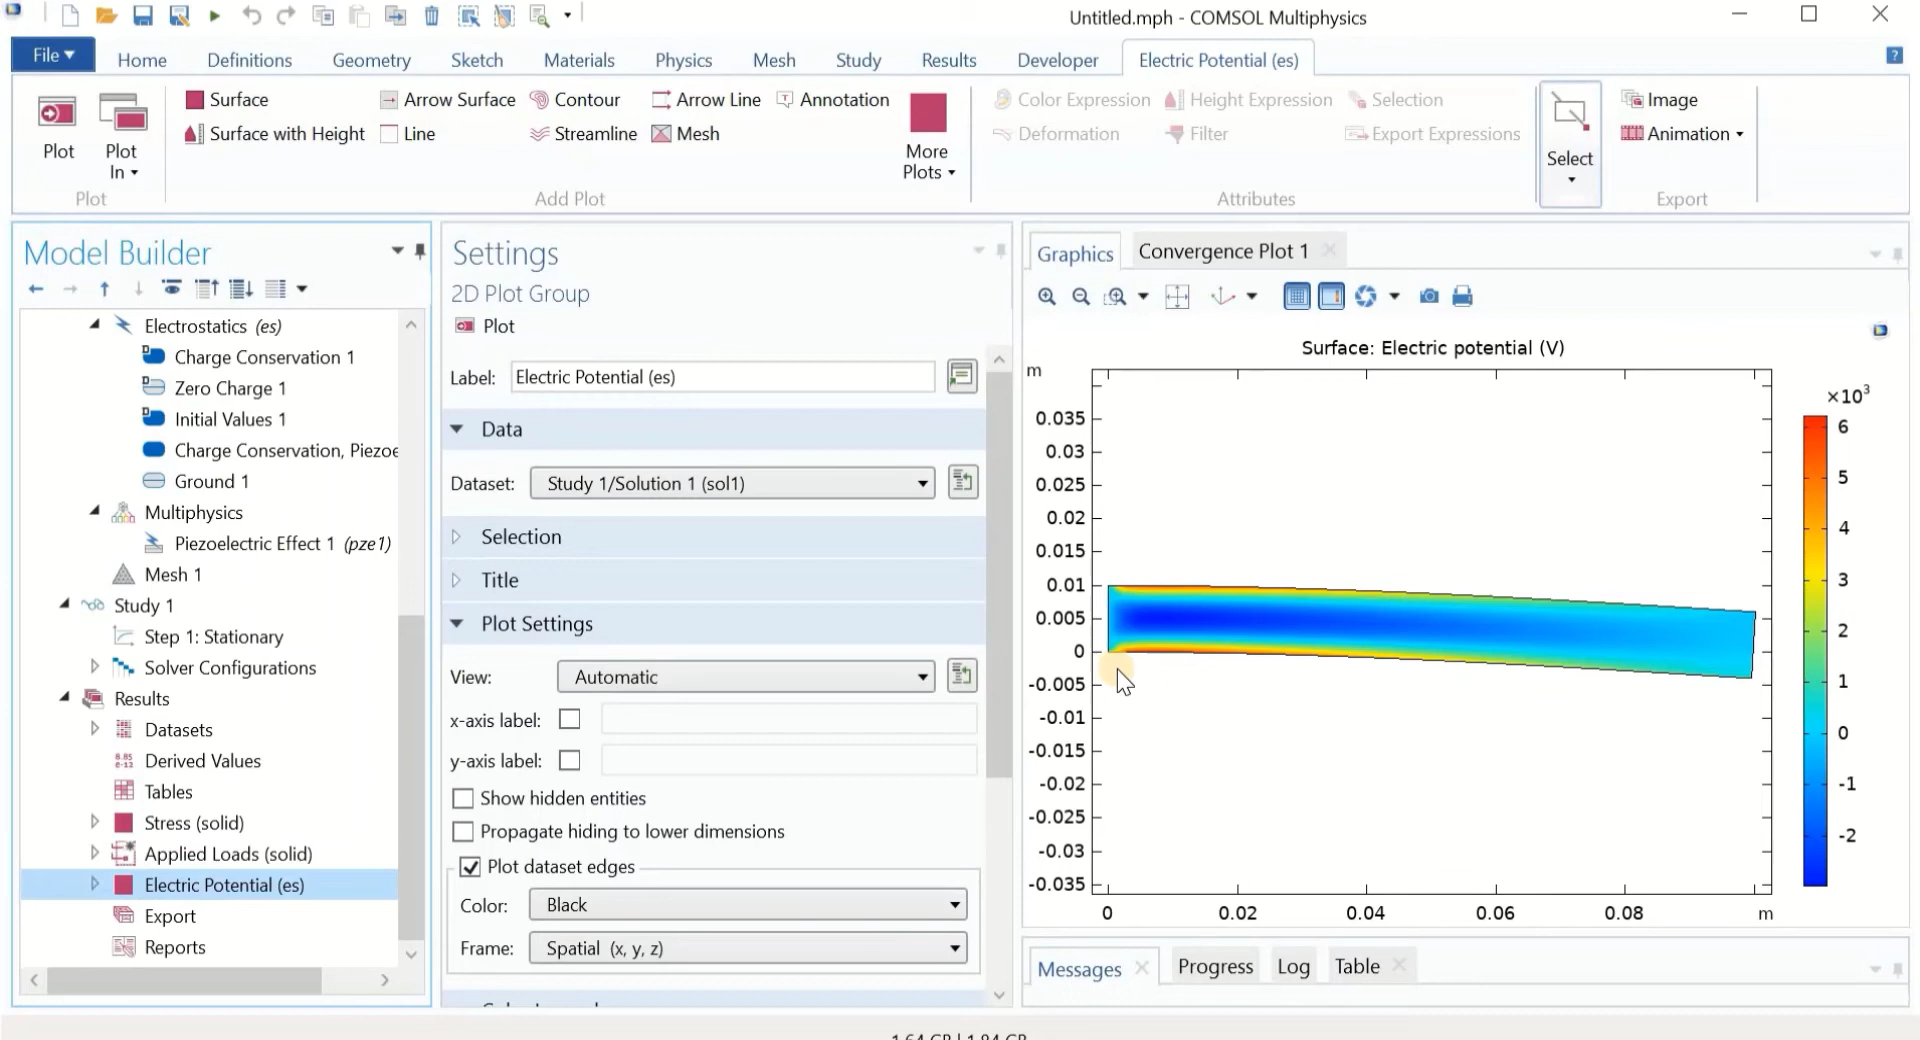 Untitled.mph - COMSOL Multiphysics
File Home Definitions Geometry Sketch Materials Physics Mesh Study Results Developer Electric Potential (es)
Surface Arrow Surface Contour Arrow Line Annotation Color Expression Height Expression Selection Image
Surface with Height Line Streamline Mesh Deformation Filter Export Expressions Animation
Plot Plot In More Plots Select
Plot Add Plot Attributes Export
Model Builder
Electrostatics (es)
Charge Conservation 1
Zero Charge 1
Initial Values 1
Charge Conservation, Piezoe
Ground 1
Multiphysics
Piezoelectric Effect 1 (pze1)
Mesh 1
Study 1
Step 1: Stationary
Solver Configurations
Results
Datasets
8.85
e-12
Derived Values
Tables
Stress (solid)
Applied Loads (solid)
Electric Potential (es)
Export
Reports
Settings
2D Plot Group
Plot
Label: Electric Potential (es)
Data
Dataset: Study 1/Solution 1 (sol1)
Selection
Title
Plot Settings
View: Automatic
x-axis label:
y-axis label:
Show hidden entities
Propagate hiding to lower dimensions
Plot dataset edges
Color: Black
Frame: Spatial (x, y, z)
Graphics Convergence Plot 1
Surface: Electric potential (V)
m
×10³
0.035
0.03
0.025
0.02
0.015
0.01
0.005
0
-0.005
-0.01
-0.015
-0.02
-0.025
-0.03
-0.035
0 0.02 0.04 0.06 0.08 m
6
5
4
3
2
1
0
-1
-2
Messages Progress Log Table